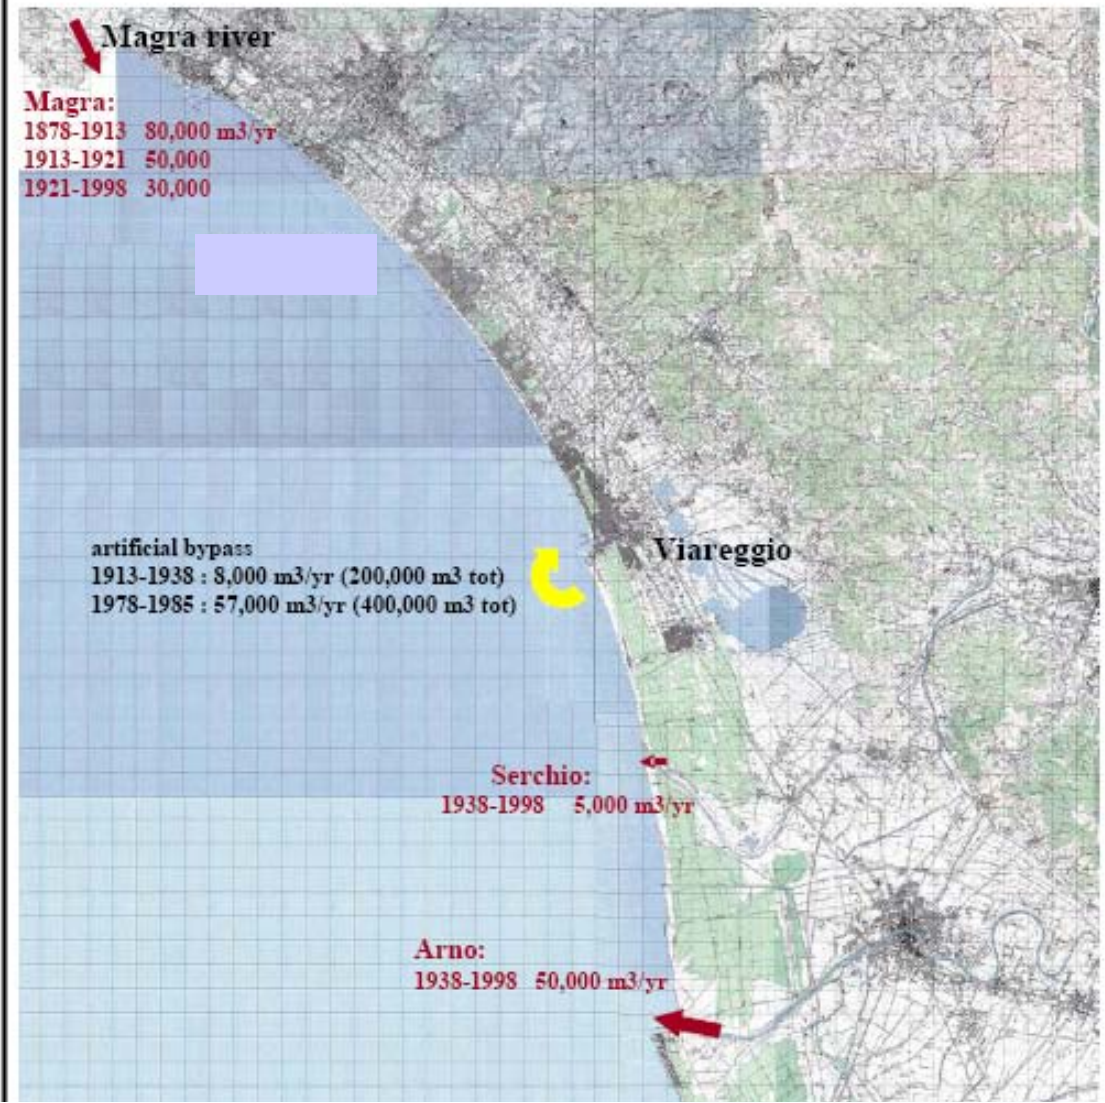 Magra river
Magra:
1878-1913 80,000 m3/yr
1913-1921 50,000
1921-1998 30,000
artificial bypass
1913-1938 : 8,000 m3/yr (200,000 m3 tot)
1978-1985 : 57,000 m3/yr (400,000 m3 tot)
Viareggio
Serchio:
1938-1998 5,000 m3/yr
Arno:
1938-1998 50,000 m3/yr